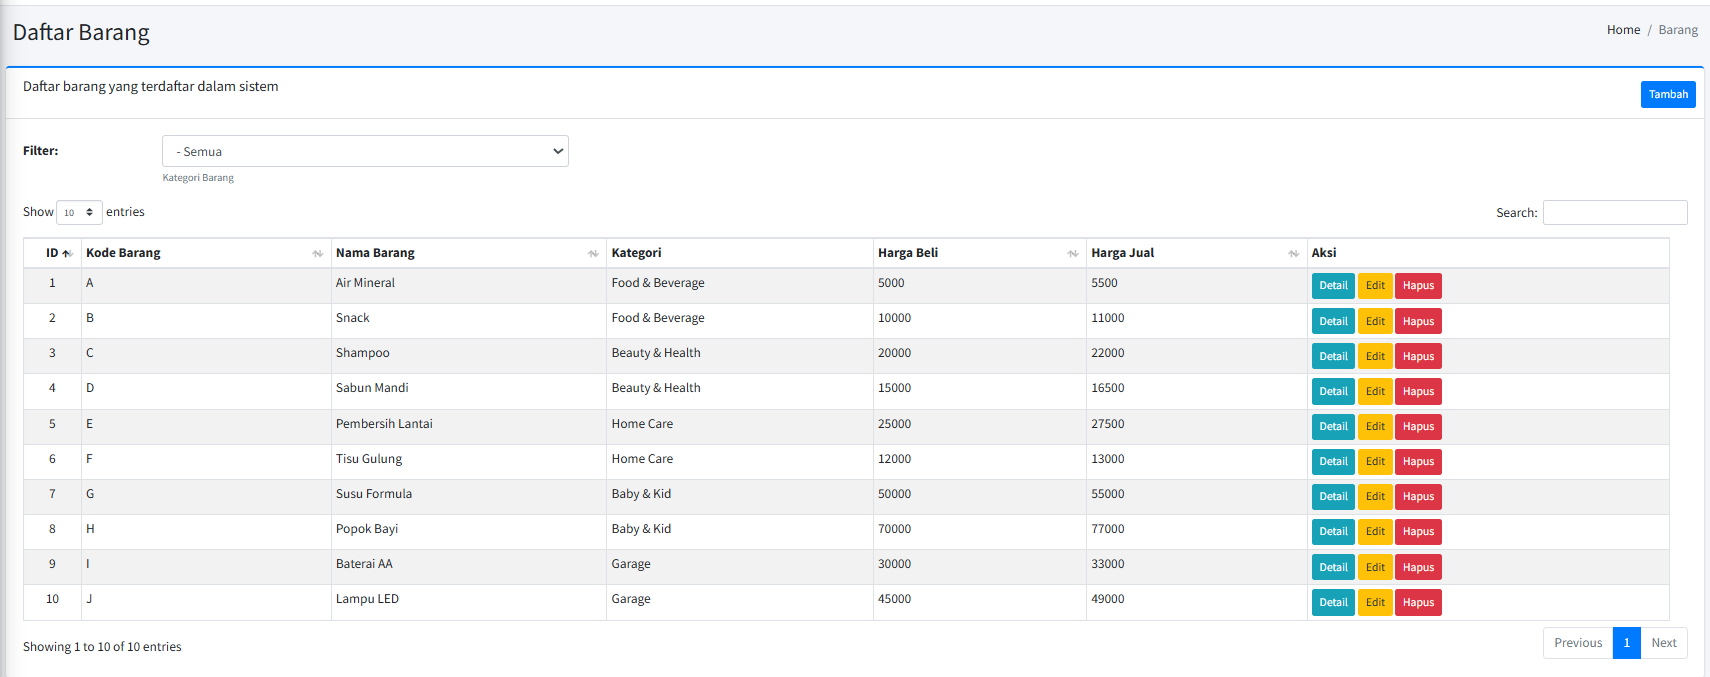 Daftar Barang
Home / Barang
Daftar barang yang terdaftar dalam sistem
Tambah
Filter:
- Semua
Kategori Barang
Show 10 entries
Search:
ID Kode Barang Nama Barang Kategori Harga Beli Harga Jual Aksi
1 A Air Mineral Food & Beverage 5000 5500 Detail Edit Hapus
2 B Snack Food & Beverage 10000 11000 Detail Edit Hapus
3 C Shampoo Beauty & Health 20000 22000 Detail Edit Hapus
4 D Sabun Mandi Beauty & Health 15000 16500 Detail Edit Hapus
5 E Pembersih Lantai Home Care 25000 27500 Detail Edit Hapus
6 F Tisu Gulung Home Care 12000 13000 Detail Edit Hapus
7 G Susu Formula Baby & Kid 50000 55000 Detail Edit Hapus
8 H Popok Bayi Baby & Kid 70000 77000 Detail Edit Hapus
9 I Baterai AA Garage 30000 33000 Detail Edit Hapus
10 J Lampu LED Garage 45000 49000 Detail Edit Hapus
Showing 1 to 10 of 10 entries
Previous 1 Next